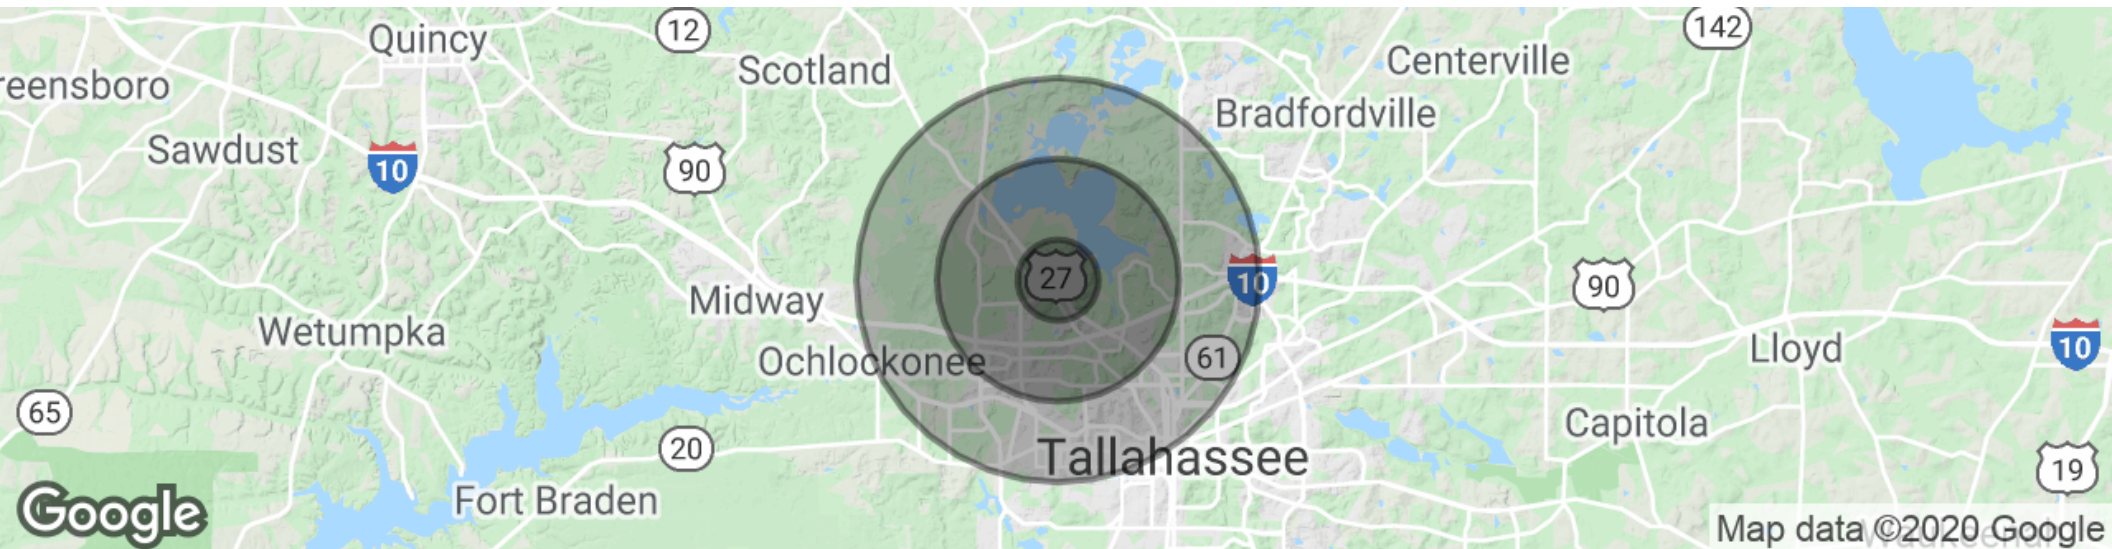 12
142
Quincy
Centerville
Scotland
reensboro
Bradfordville
Sawdust
10
90
27
10
90
Midway
Wetumpka
10
Lloyd
61
Ochlockonee
65
Capitola
20
Tallahassee
19
Fort Braden
Google
Map data ©2020 Google